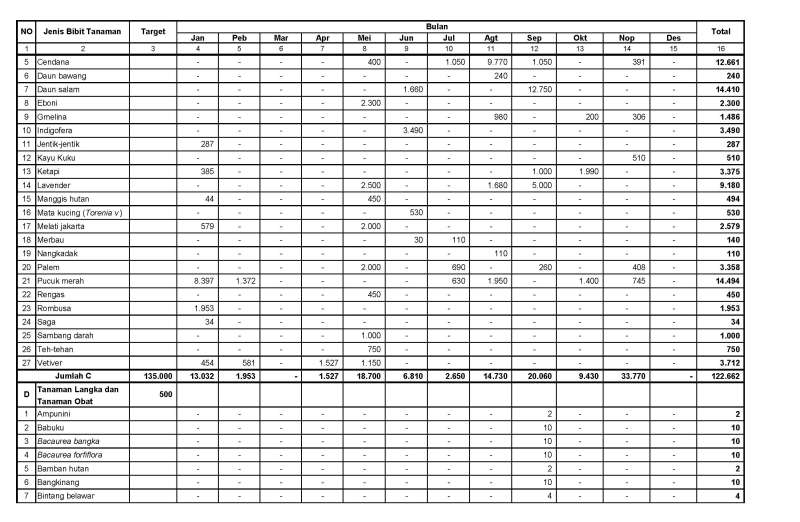 NO Jenis Bibit Tanaman Target Bulan Total
Jan Peb Mar Apr Mei Jun Jul Agt Sep Okt Nop Des
1 2 3 4 5 6 7 8 9 10 11 12 13 14 15 16
5 Cendana - - - - 400 - 1.050 9.770 1.050 - 391 - 12.661
6 Daun bawang - - - - - - - 240 - - - - 240
7 Daun salam - - - - - 1.660 - - 12.750 - - - 14.410
8 Eboni - - - - 2.300 - - - - - - - 2.300
9 Gmelina - - - - - - - 980 - 200 306 - 1.486
10 Indigofera - - - - - 3.490 - - - - - - 3.490
11 Jentik-jentik 287 - - - - - - - - - - - 287
12 Kayu Kuku - - - - - - - - - - 510 - 510
13 Ketapi 385 - - - - - - - 1.000 1.990 - - 3.375
14 Lavender - - - - 2.500 - - 1.680 5.000 - - - 9.180
15 Manggis hutan 44 - - - 450 - - - - - - - 494
16 Mata kucing (Torenia v) - - - - - 530 - - - - - - 530
17 Melati jakarta 579 - - - 2.000 - - - - - - - 2.579
18 Merbau - - - - - 30 110 - - - - - 140
19 Nangkadak - - - - - - - 110 - - - - 110
20 Palem - - - - 2.000 - 690 - 260 - 408 - 3.358
21 Pucuk merah 8.397 1.372 - - - - 630 1.950 - 1.400 745 - 14.494
22 Rengas - - - - 450 - - - - - - - 450
23 Rombusa 1.953 - - - - - - - - - - - 1.953
24 Saga 34 - - - - - - - - - - - 34
25 Sambang darah - - - - 1.000 - - - - - - - 1.000
26 Teh-tehan - - - - 750 - - - - - - - 750
27 Vetiver 454 581 - 1.527 1.150 - - - - - - - 3.712
Jumlah C 135.000 13.032 1.953 - 1.527 18.700 6.810 2.650 14.730 20.060 9.430 33.770 - 122.662
D Tanaman Langka dan
Tanaman Obat 500
1 Ampunini - - - - - - - - 2 - - - 2
2 Babuku - - - - - - - - 10 - - - 10
3 Bacaurea bangka - - - - - - - - 10 - - - 10
4 Bacaurea forfiflora - - - - - - - - 10 - - - 10
5 Bamban hutan - - - - - - - - 2 - - - 2
6 Bangkinang - - - - - - - - 10 - - - 10
7 Bintang belawar - - - - - - - - 4 - - - 4